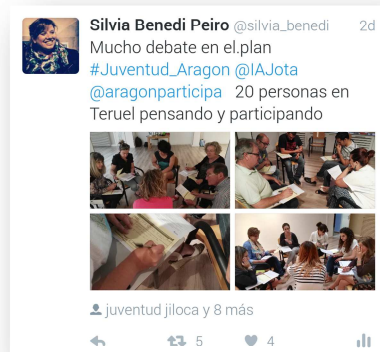 Silvia Benedi Peiro @silvia_benedi 2d
Mucho debate en el.plan
#Juventud_Aragon @IAJota
@aragonparticipa 20 personas en
Teruel pensando y participando
juventud jiloca y 8 más
5 4